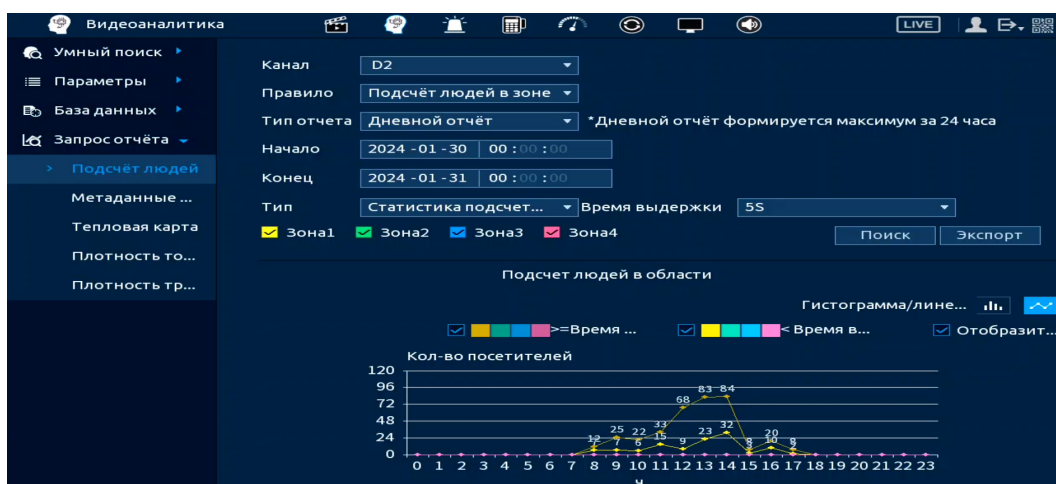 Видеоаналитика LIVE
Умный поиск
Параметры
База данных
Запрос отчёта
Подсчёт людей
Метаданные ...
Тепловая карта
Плотность то...
Плотность тр...
Канал D2
Правило Подсчёт людей в зоне
Тип отчета Дневной отчёт *Дневной отчёт формируется максимум за 24 часа
Начало 2024 -01 -30 00 :00 :00
Конец 2024 -01 -31 00 :00 :00
Тип Статистика подсчет... Время выдержки 5S
Зона1 Зона2 Зона3 Зона4 Поиск Экспорт
Подсчет людей в области
Гистограмма/лине...
>=Время ... < Время в... Отобразит...
Кол-во посетителей
120
96
72
48
24
0
12 25 22 33 68 83 84 20
7 6 15 9 23 32 10
0 1 2 3 4 5 6 7 8 9 10 11 12 13 14 15 16 17 18 19 20 21 22 23
ч